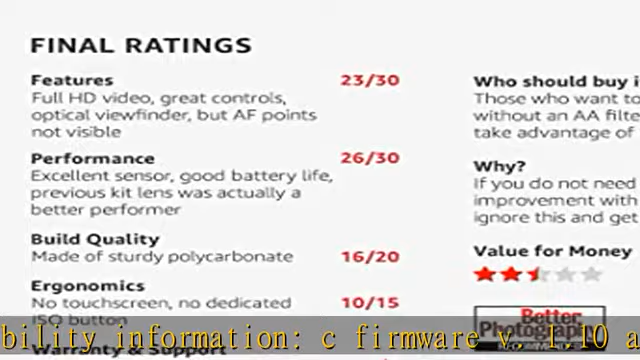 FINAL RATINGS
Features 23/30
Full HD video, great controls,
optical viewfinder, but AF points
not visible
Performance 26/30
Excellent sensor, good battery life,
previous kit lens was actually a
better performer
Build Quality
Made of sturdy polycarbonate 16/20
Ergonomics
No touchscreen, no dedicated 10/15
ISO button
Warranty & Support
Who should buy i
Those who want to
without an AA filte
take advantage of
Why?
If you do not need
improvement with
ignore this and get
Value for Money
Better
Photography
bility information: c firmware v. 1.10 a